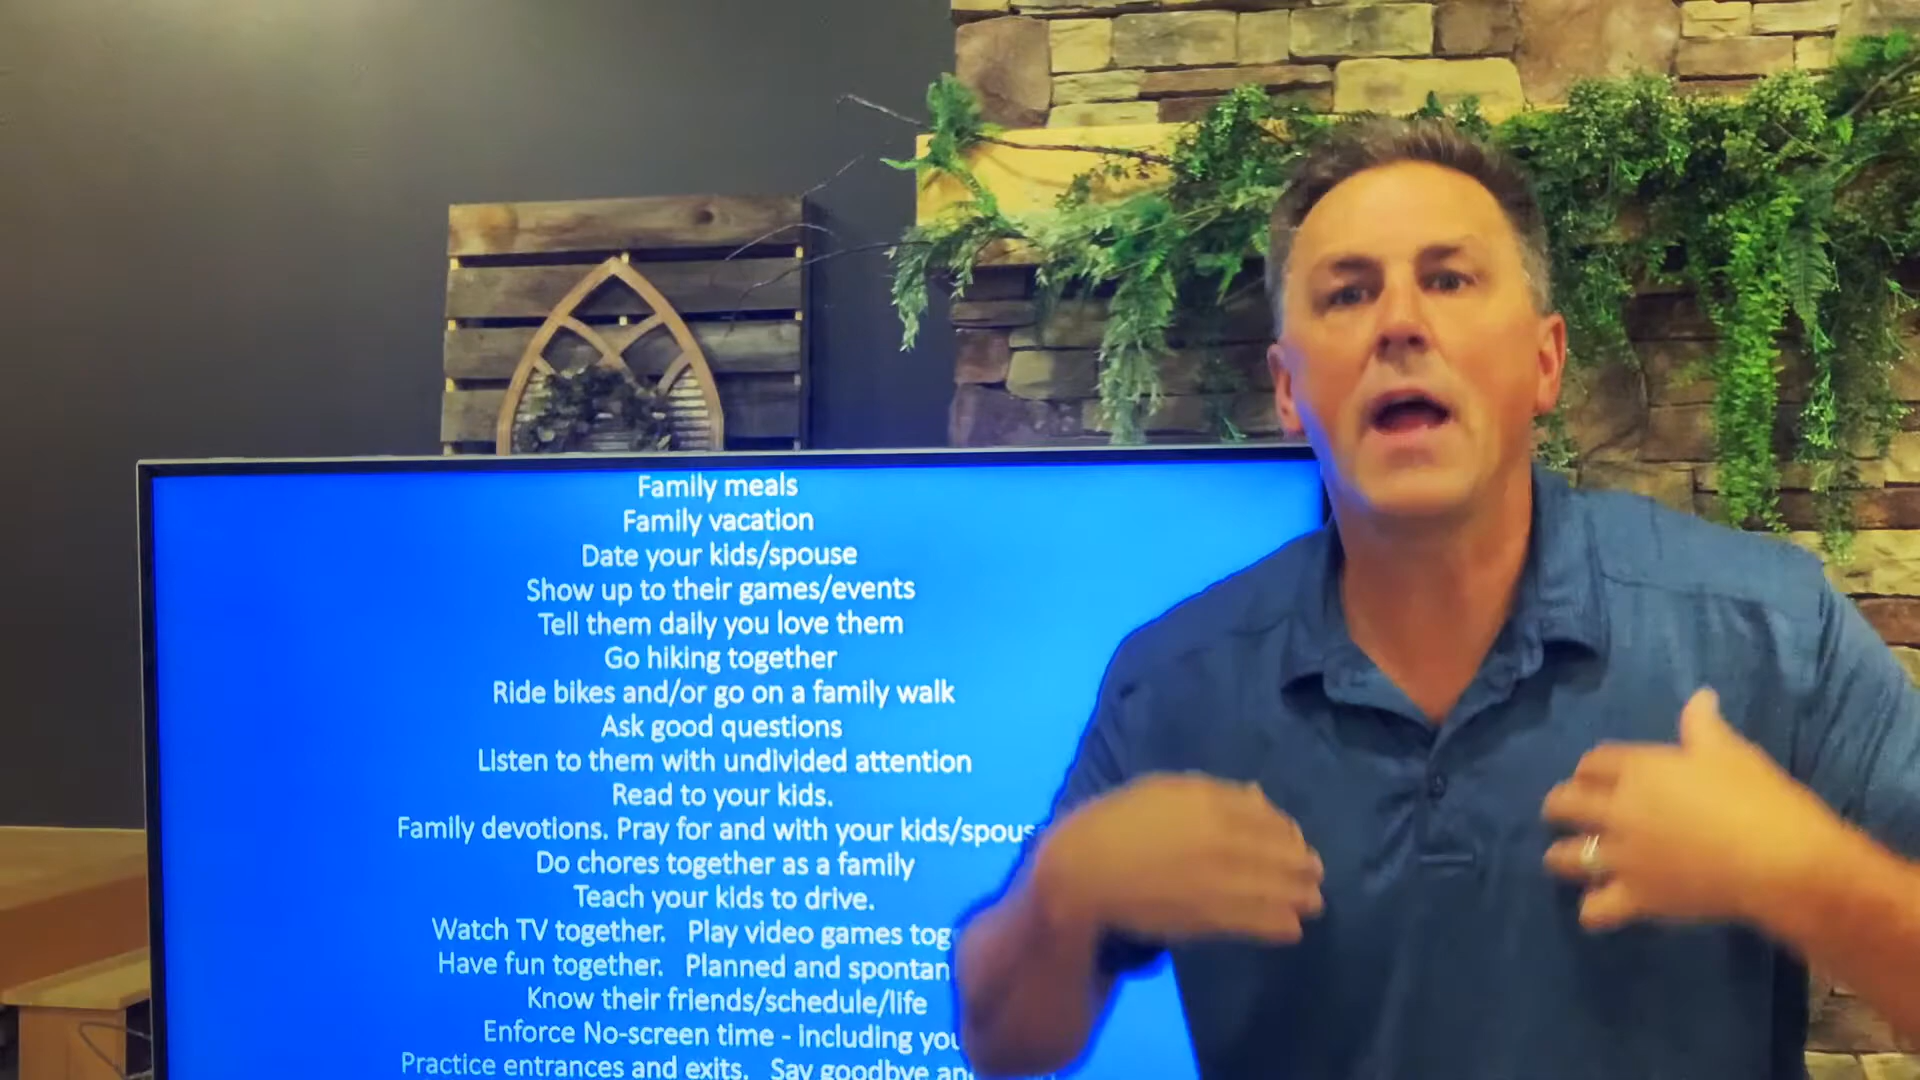 Family meals
Family vacation
Date your kids/spouse
Show up to their games/events
Tell them daily you love them
Go hiking together
Ride bikes and/or go on a family walk
Ask good questions
Listen to them with undivided attention
Read to your kids.
Family devotions. Pray for and with your kids/spous
Do chores together as a family
Teach your kids to drive.
Watch TV together. Play video games tog
Have fun together. Planned and spontan
Know their friends/schedule/life
Enforce No-screen time - including you
Practice entrances and exits. Say goodbye an